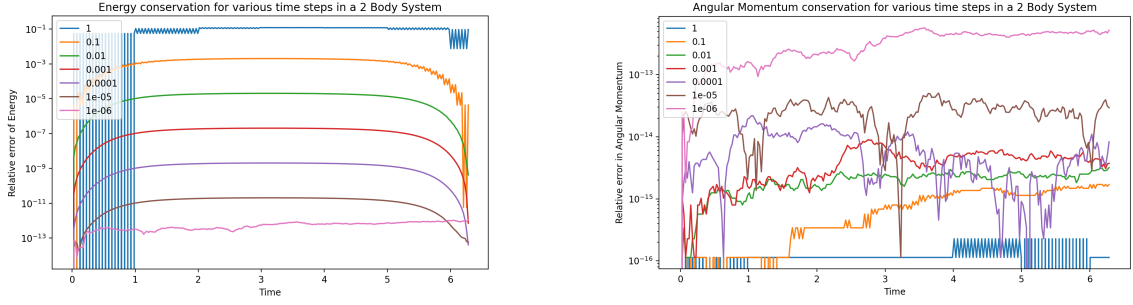 Energy conservation for various time steps in a 2 Body System
Relative error of Energy
10⁻¹
10⁻³
10⁻⁵
10⁻⁷
10⁻⁹
10⁻¹¹
10⁻¹³
1
0.1
0.01
0.001
0.0001
1e-05
1e-06
0 1 2 3 4 5 6
Time
Angular Momentum conservation for various time steps in a 2 Body System
Relative error in Angular Momentum
10⁻¹³
10⁻¹⁴
10⁻¹⁵
10⁻¹⁶
1
0.1
0.01
0.001
0.0001
1e-05
1e-06
0 1 2 3 4 5 6
Time